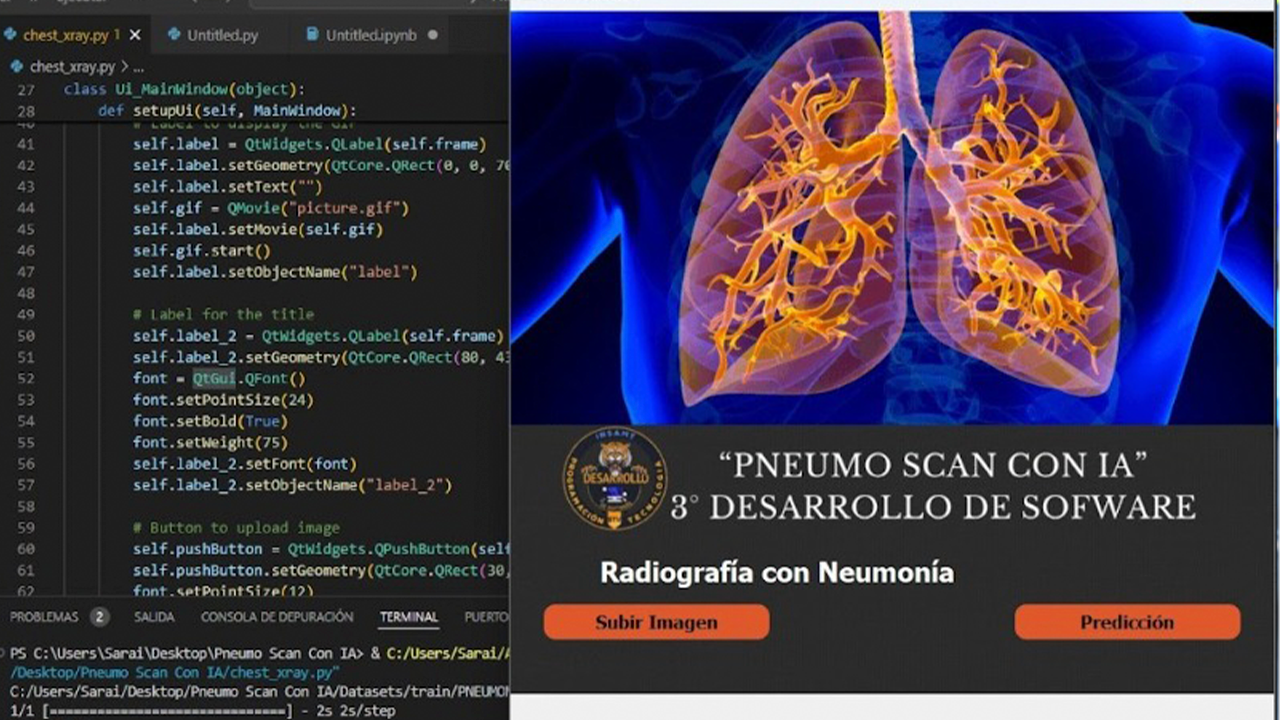 chest_xray.py 1
Untitled.py
Untitled.ipynb
chest_xray.py > ...
27 class Ui_MainWindow(object):
28 def setupUi(self, MainWindow):
40 # Label to display the GIF
41 self.label = QtWidgets.QLabel(self.frame)
42 self.label.setGeometry(QtCore.QRect(0, 0, 70
43 self.label.setText("")
44 self.gif = QMovie("picture.gif")
45 self.label.setMovie(self.gif)
46 self.gif.start()
47 self.label.setObjectName("label")
48
49 # Label for the title
50 self.label_2 = QtWidgets.QLabel(self.frame)
51 self.label_2.setGeometry(QtCore.QRect(80, 43
52 font = QtGui.QFont()
53 font.setPointSize(24)
54 font.setBold(True)
55 font.setWeight(75)
56 self.label_2.setFont(font)
57 self.label_2.setObjectName("label_2")
58
59 # Button to upload image
60 self.pushButton = QtWidgets.QPushButton(self
61 self.pushButton.setGeometry(QtCore.QRect(30,
62 font.setPointSize(12)
PROBLEMAS 2 SALIDA CONSOLA DE DEPURACIÓN TERMINAL PUERTO
PS C:\Users\Sarai\Desktop\Pneumo Scan Con IA> & C:/Users/Sarai/A
/Desktop/Pneumo Scan Con IA/chest_xray.py"
C:/Users/Sarai/Desktop/Pneumo Scan Con IA/Datasets/train/PNEUMON
1/1 [==============================] - 2s 2s/step
DESARROLLO
PROGRAMACIÓN
TECNOLOGIA
“PNEUMO SCAN CON IA”
3° DESARROLLO DE SOFWARE
Radiografía con Neumonía
Subir Imagen
Predicción